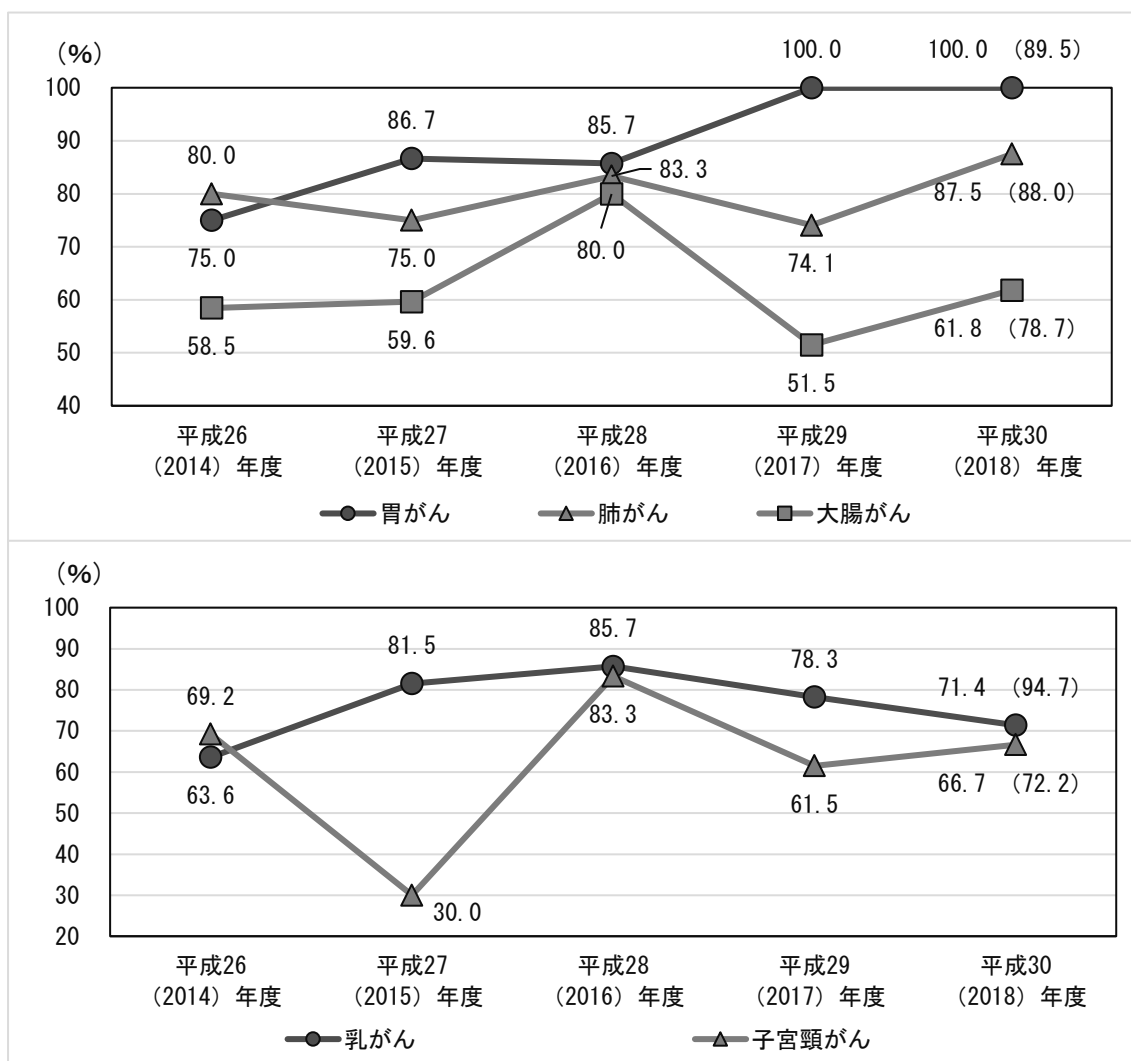 (%)
100.0 100.0 (89.5)
100
86.7 85.7
90
80.0 83.3
80
87.5 (88.0)
70
75.0 75.0 80.0 74.1
60
61.8 (78.7)
58.5 59.6
50
51.5
40
平成26 平成27 平成28 平成29 平成30
(2014)年度 (2015)年度 (2016)年度 (2017)年度 (2018)年度
胃がん 肺がん 大腸がん
(%)
100
81.5 85.7 78.3
90
69.2 71.4 (94.7)
80
83.3
70
60
63.6 61.5 66.7 (72.2)
50
40
30
30.0
20
平成26 平成27 平成28 平成29 平成30
(2014)年度 (2015)年度 (2016)年度 (2017)年度 (2018)年度
乳がん 子宮頸がん